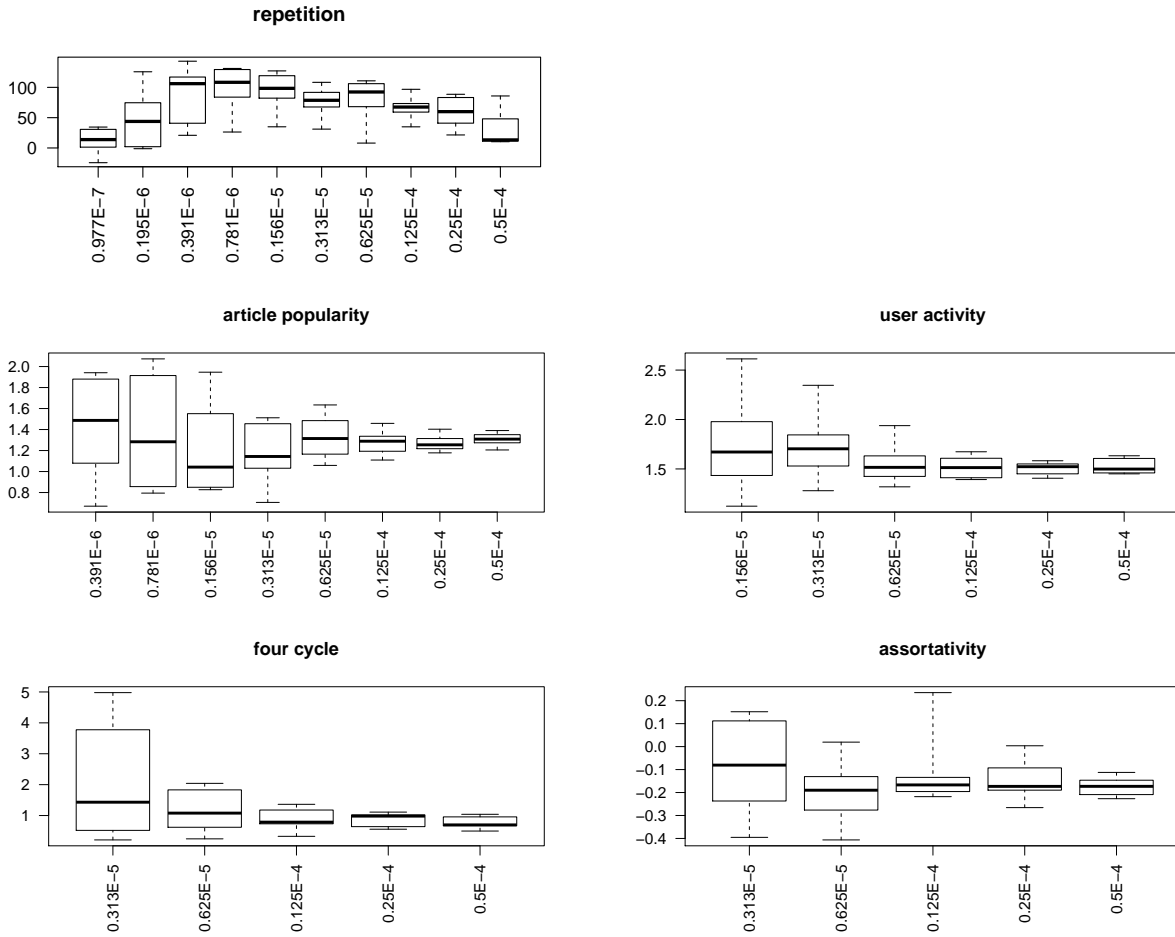 repetition
100
50
0
0.977E−7
0.195E−6
0.391E−6
0.781E−6
0.156E−5
0.313E−5
0.625E−5
0.125E−4
0.25E−4
0.5E−4
article popularity
2.0
1.8
1.6
1.4
1.2
1.0
0.8
0.391E−6
0.781E−6
0.156E−5
0.313E−5
0.625E−5
0.125E−4
0.25E−4
0.5E−4
user activity
2.5
2.0
1.5
0.156E−5
0.313E−5
0.625E−5
0.125E−4
0.25E−4
0.5E−4
four cycle
5
4
3
2
1
0.313E−5
0.625E−5
0.125E−4
0.25E−4
0.5E−4
assortativity
0.2
0.1
0.0
−0.1
−0.2
−0.3
−0.4
0.313E−5
0.625E−5
0.125E−4
0.25E−4
0.5E−4